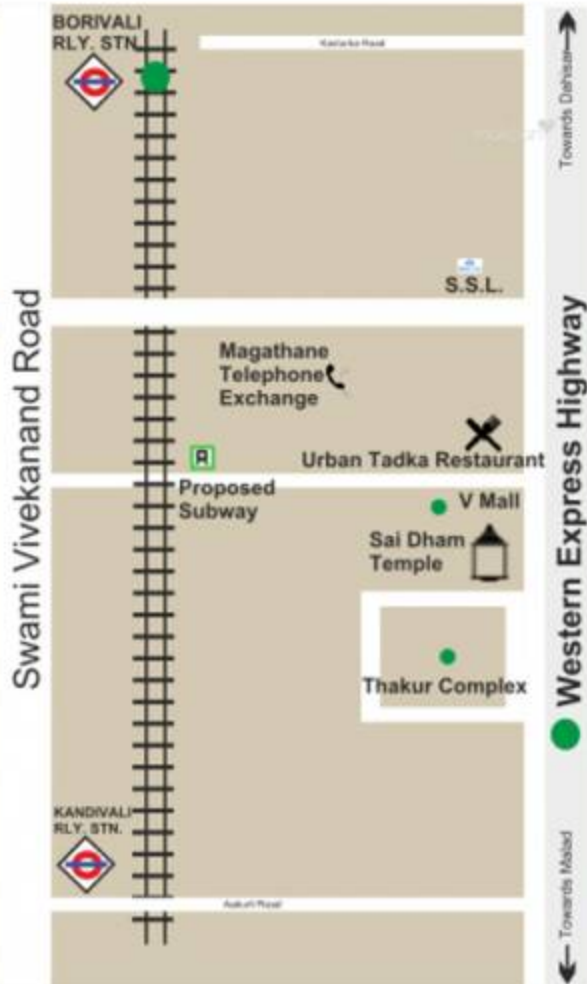 BORIVALI
RLY. STN.
Towards Dahisar
S.S.L.
Swami Vivekanand Road
Western Express Highway
Magathane
Telephone
Exchange
Urban Tadka Restaurant
Proposed
Subway
V Mall
Sai Dham
Temple
Thakur Complex
KANDIVALI
RLY. STN.
Towards Malad
Road